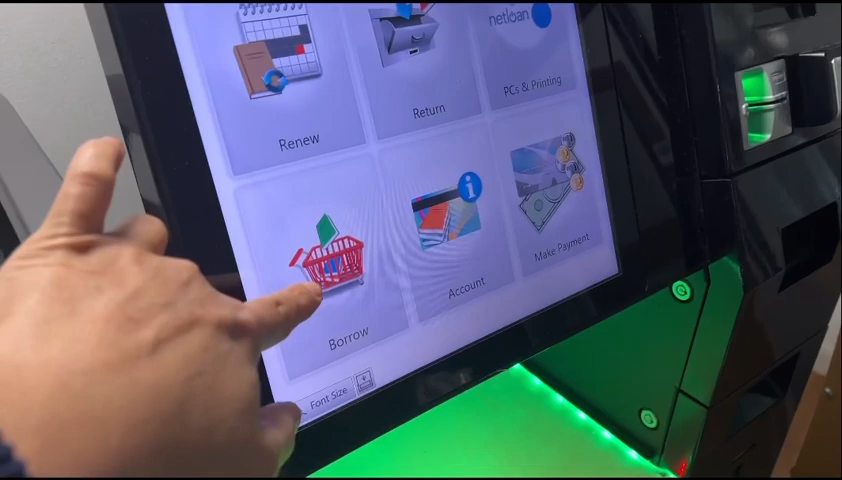 netloan
Renew
Return
PCs & Printing
Borrow
Account
Make Payment
Font Size